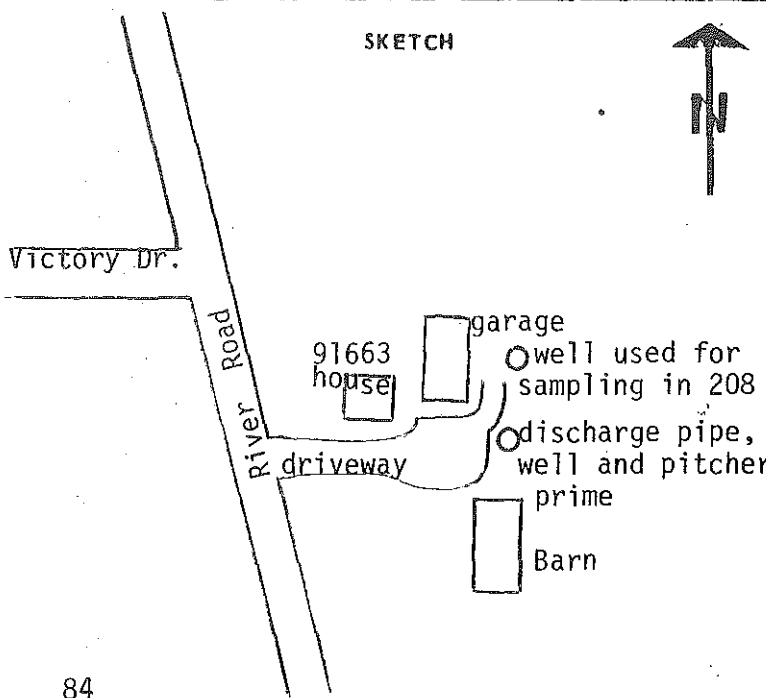 SKETCH
N
Victory Dr.
River Road
garage
91663
house
well used for
sampling in 208
discharge pipe,
well and pitcher
prime
driveway
Barn
84